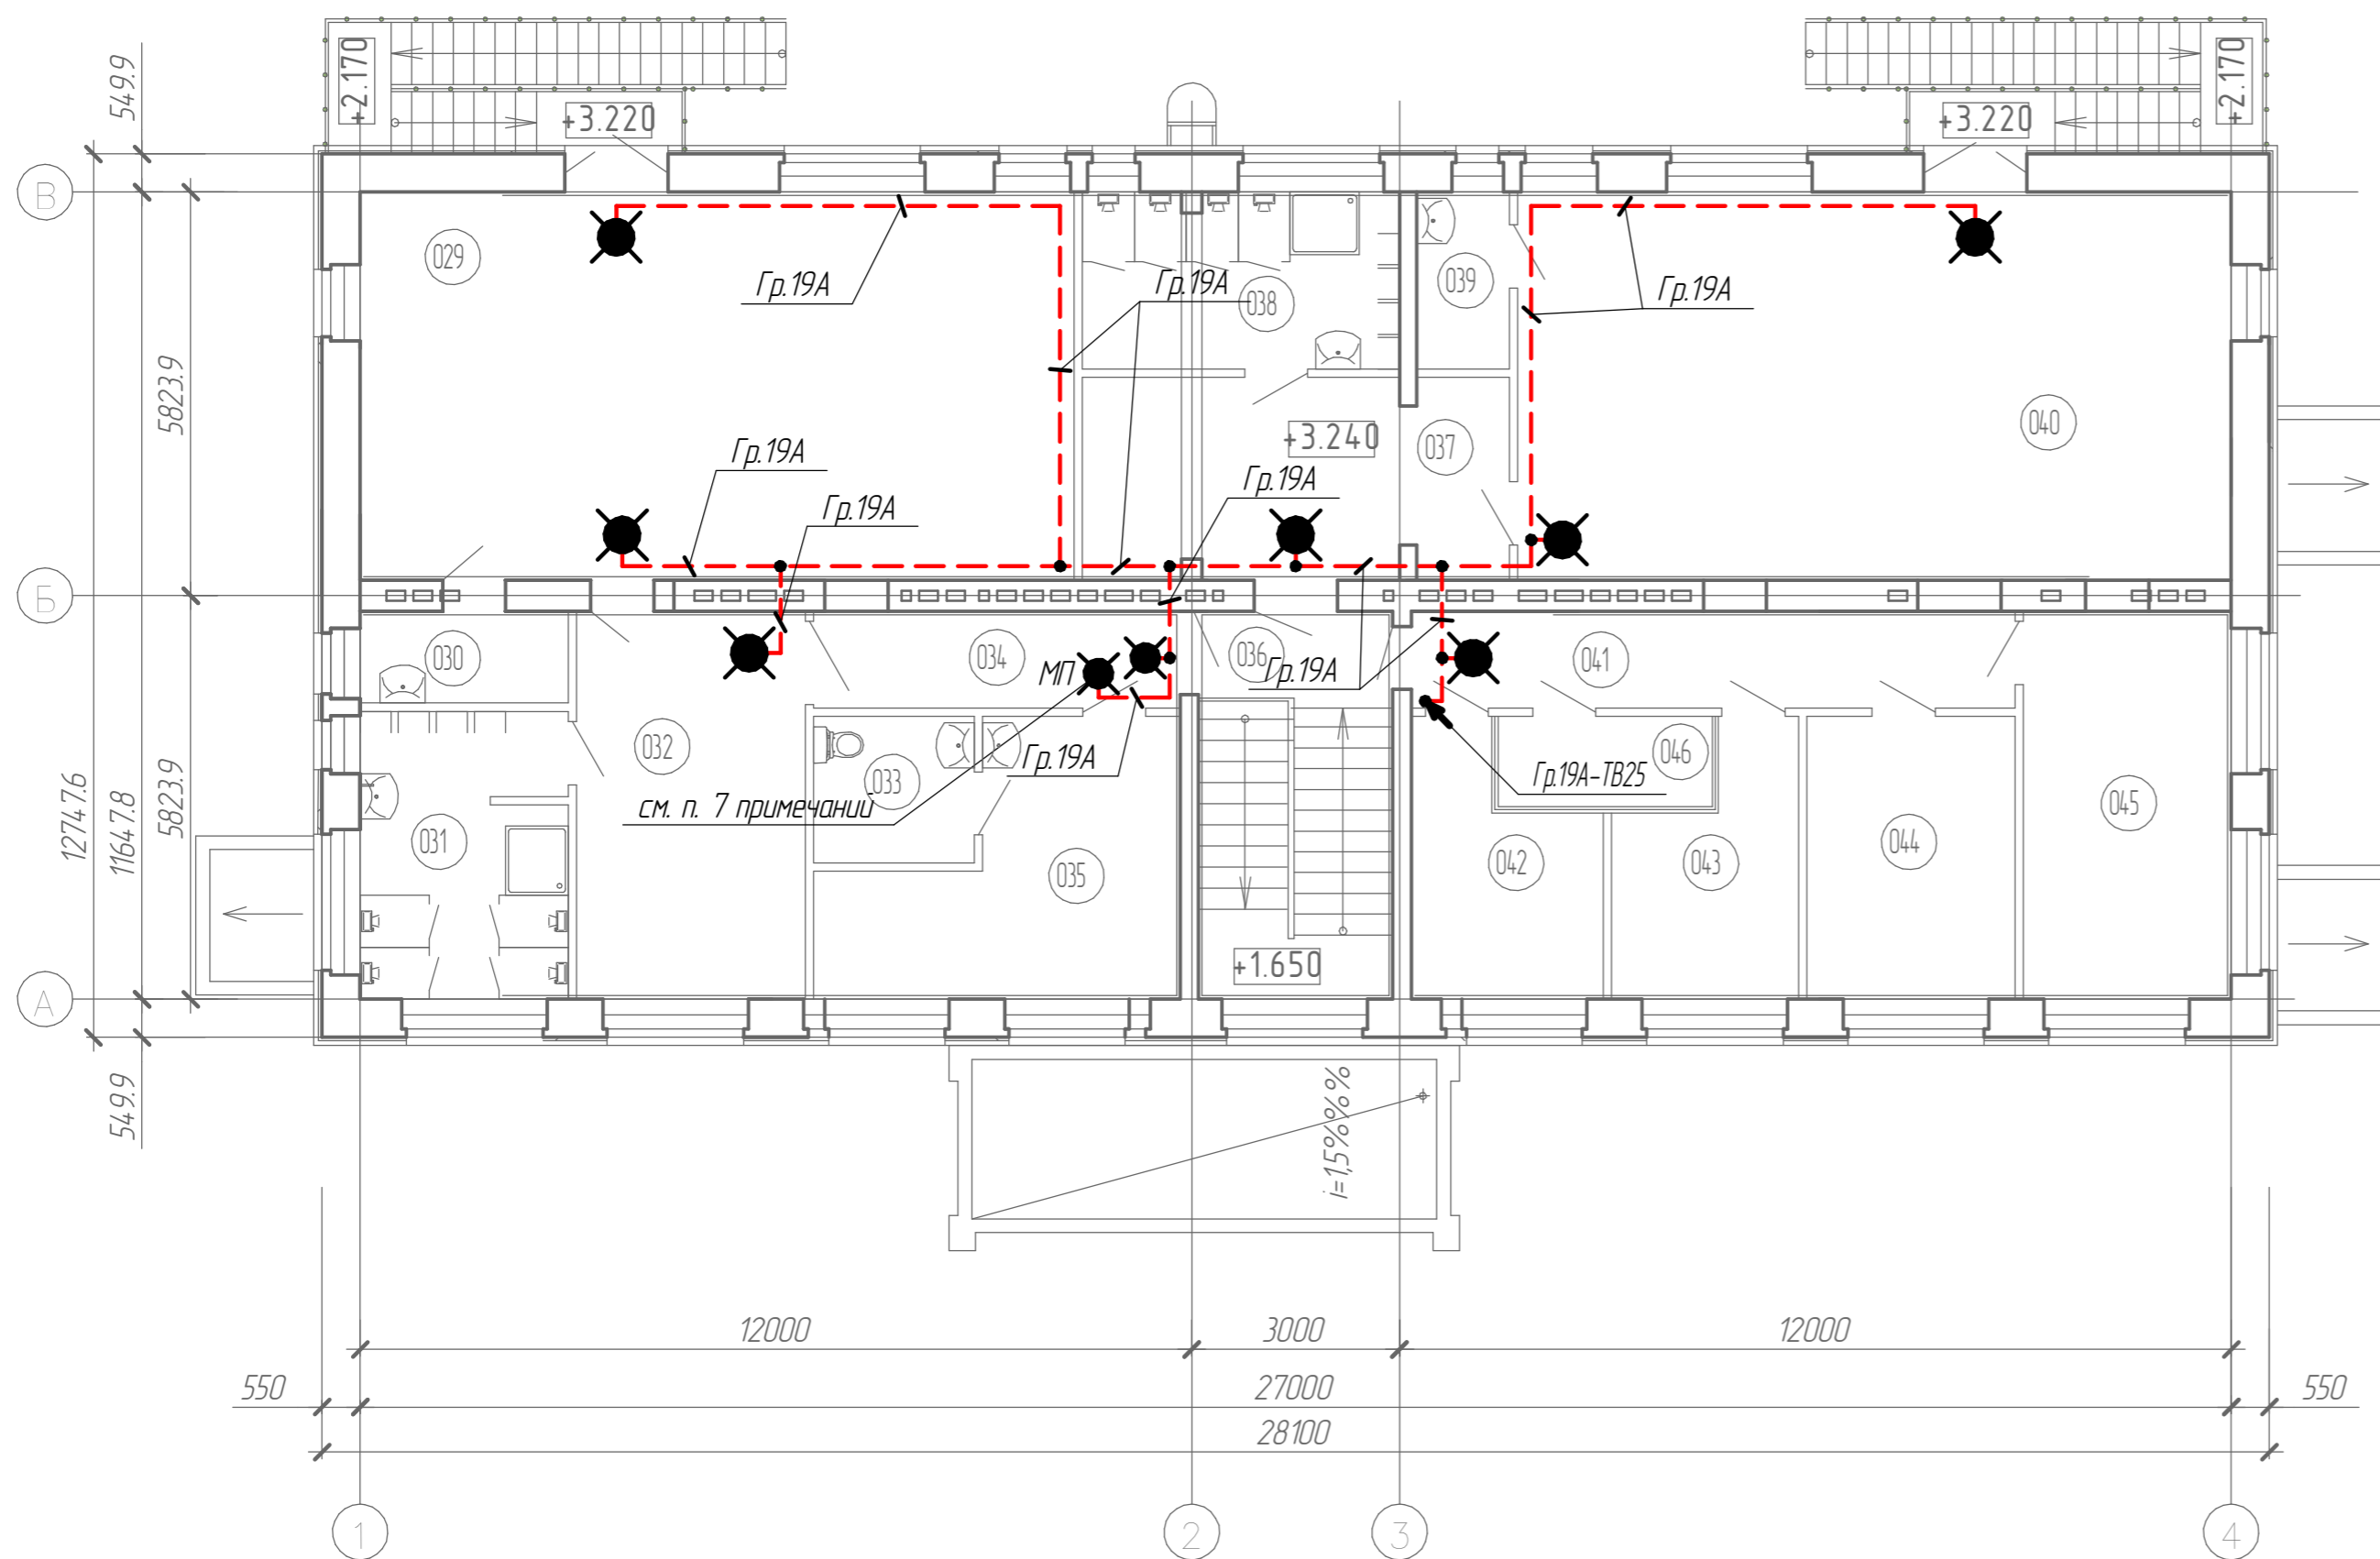 +2.170
+3.220
+3.220
+2.170
549.9
В
029
Гр.19А
Гр.19А
038
039
Гр.19А
5823.9
040
Гр.19А
+3.240
037
Гр.19А
Гр.19А
Б
030
034
МП
036
Гр.19А
041
032
033
Гр.19А
046
Гр.19А-ТВ25
см. п. 7 примечаний
12747.6
11647.8
5823.9
031
035
042
043
044
045
+1.650
А
549.9
i=1,5%%%
12000
3000
12000
550
27000
550
28100
1
2
3
4